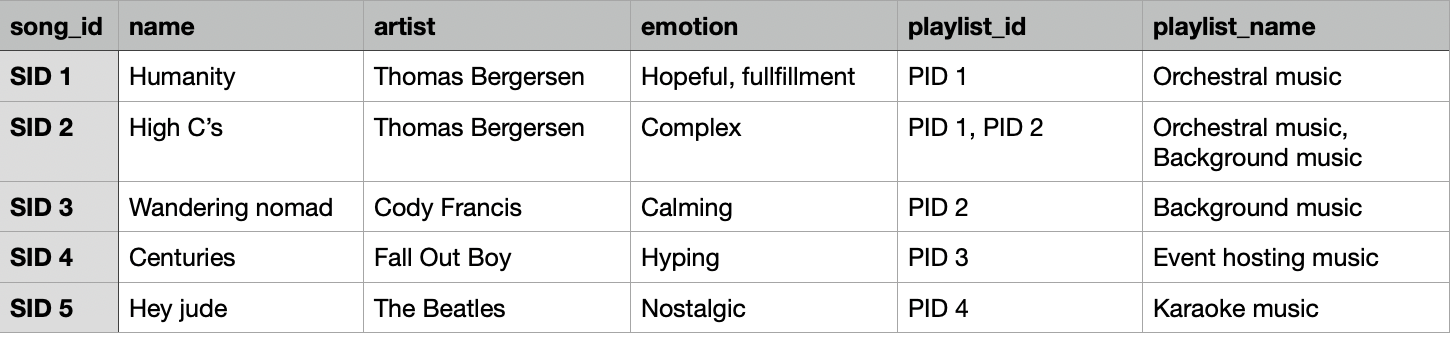 song_id name artist emotion playlist_id playlist_name
SID 1 Humanity Thomas Bergersen Hopeful, fullfillment PID 1 Orchestral music
SID 2 High C’s Thomas Bergersen Complex PID 1, PID 2 Orchestral music,
Background music
SID 3 Wandering nomad Cody Francis Calming PID 2 Background music
SID 4 Centuries Fall Out Boy Hyping PID 3 Event hosting music
SID 5 Hey jude The Beatles Nostalgic PID 4 Karaoke music